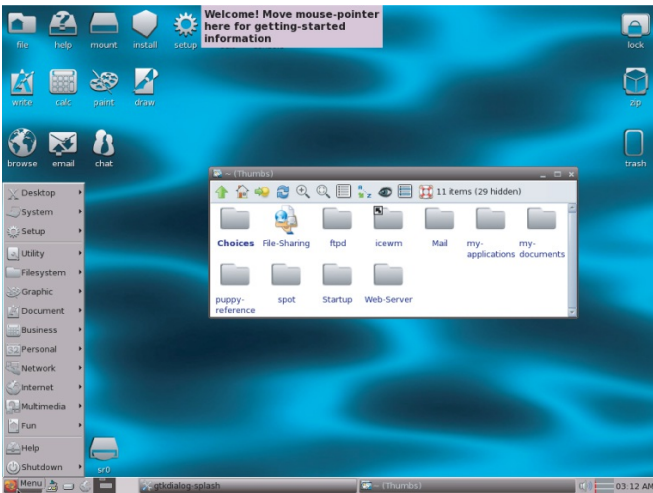 Welcome! Move mouse-pointer
here for getting-started
information
file help mount install setup
lock
write calc paint draw
zip
browse email chat
trash
~ (Thumbs)
11 items (29 hidden)
Choices File-Sharing ftpd icewm Mail my-applications my-documents
puppy-reference spot Startup Web-Server
Desktop
System
Setup
Utility
Filesystem
Graphic
Document
Business
Personal
Network
Internet
Multimedia
Fun
Help
Shutdown
sr0
Menu gtkdialog-splash ~ (Thumbs) 03:12 AM